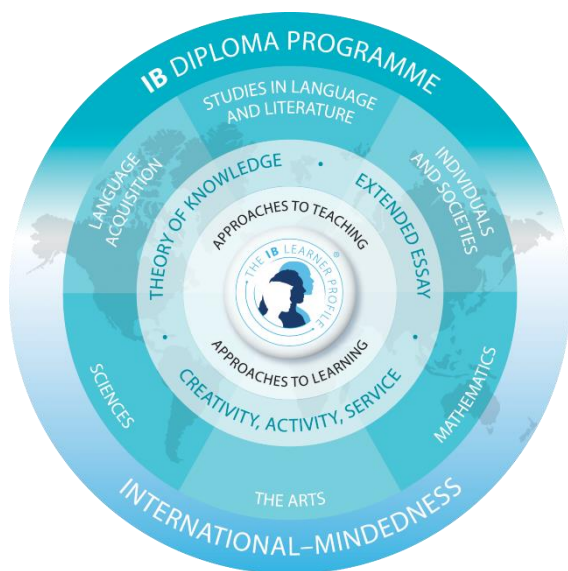 IB DIPLOMA PROGRAMME
STUDIES IN LANGUAGE
AND LITERATURE
LANGUAGE
ACQUISITION
INDIVIDUALS
AND SOCIETIES
THEORY OF KNOWLEDGE
EXTENDED ESSAY
APPROACHES TO TEACHING
THE IB LEARNER PROFILE
®
APPROACHES TO LEARNING
CREATIVITY, ACTIVITY, SERVICE
SCIENCES
MATHEMATICS
THE ARTS
INTERNATIONAL–MINDEDNESS